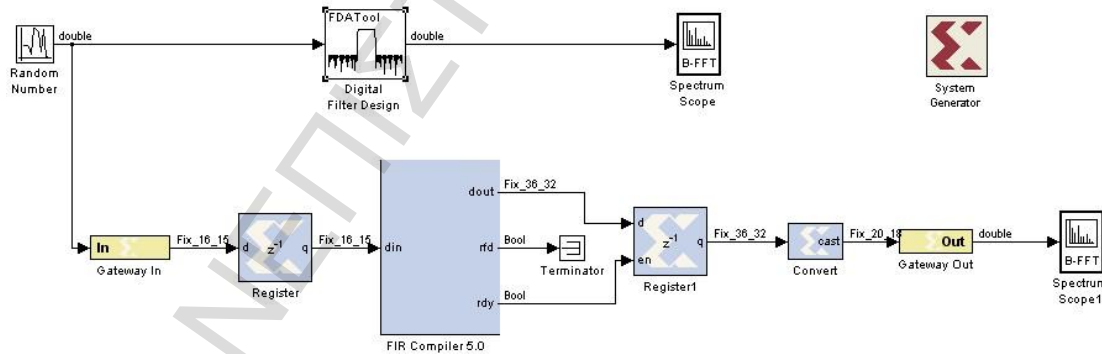 FDATool
double
double
B-FFT
Random
Number
Digital
Filter Design
Spectrum
Scope
System
Generator
dout
Fix_36_32
In
Fix_16_15
d
z-1
q
Fix_16_15
din
rfd
Bool
d
z-1
q
en
Fix_36_32
cast
Fix_20_18
Out
double
B-FFT
Gateway In
Terminator
Convert
Gateway Out
Register
rdy
Bool
Register1
Spectrum
Scope1
FIR Compiler 5.0